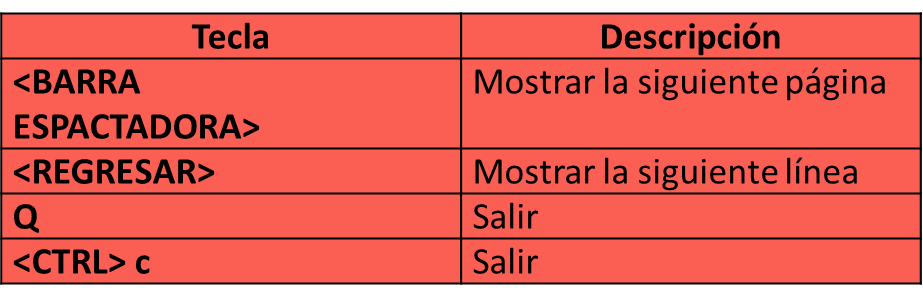 Tecla Descripción
<BARRA Mostrar la siguiente página
ESPACTADORA>
<REGRESAR> Mostrar la siguiente línea
Q Salir
<CTRL> c Salir